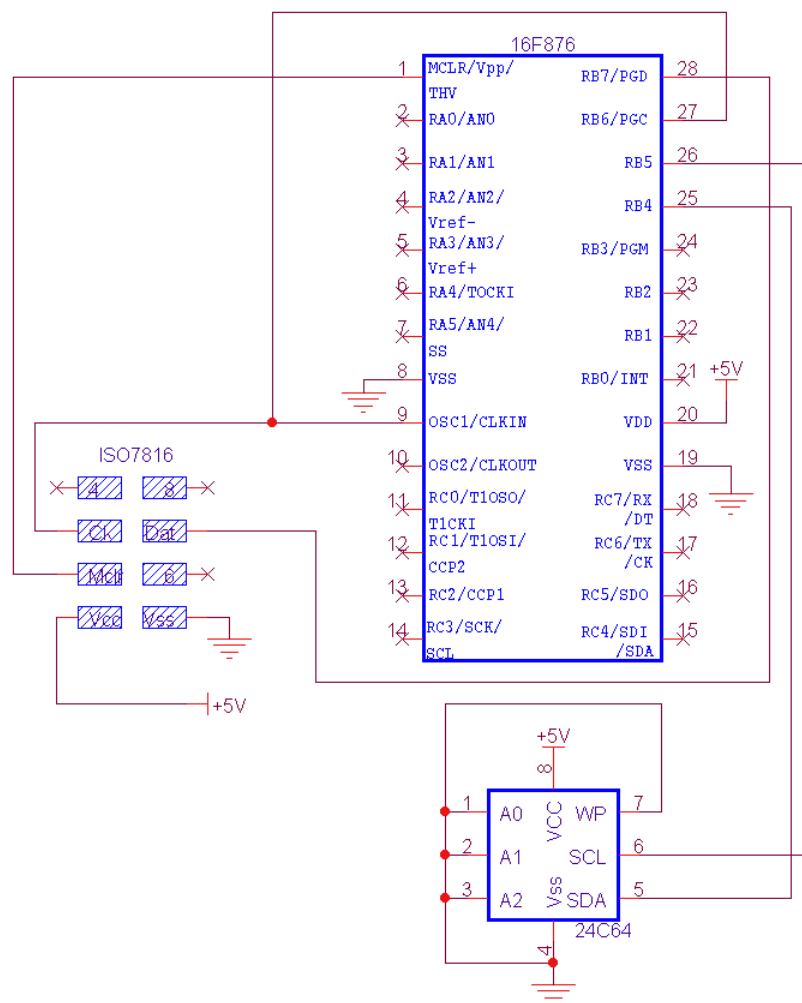 16F876
1 MCLR/Vpp/ RB7/PGD 28
THV
2 RA0/AN0 RB6/PGC 27
3 RA1/AN1 RB5 26
4 RA2/AN2/ RB4 25
Vref-
5 RA3/AN3/ RB3/PGM 24
Vref+
6 RA4/TOCKI RB2 23
7 RA5/AN4/ RB1 22
SS
8 VSS RB0/INT 21
+5V
9 OSC1/CLKIN VDD 20
10 OSC2/CLKOUT VSS 19
11 RC0/T1OSO/ RC7/RX 18
T1CKI /DT
12 RC1/T1OSI/ RC6/TX 17
CCP2 /CK
13 RC2/CCP1 RC5/SDO 16
14 RC3/SCK/ RC4/SDI 15
SCL /SDA
ISO7816
4 8
Ck Dat
Mclr 6
Vcc Vss
+5V
+5V
8
1 A0 VCC WP 7
2 A1 SCL 6
3 A2 Vss SDA 5
4
24C64